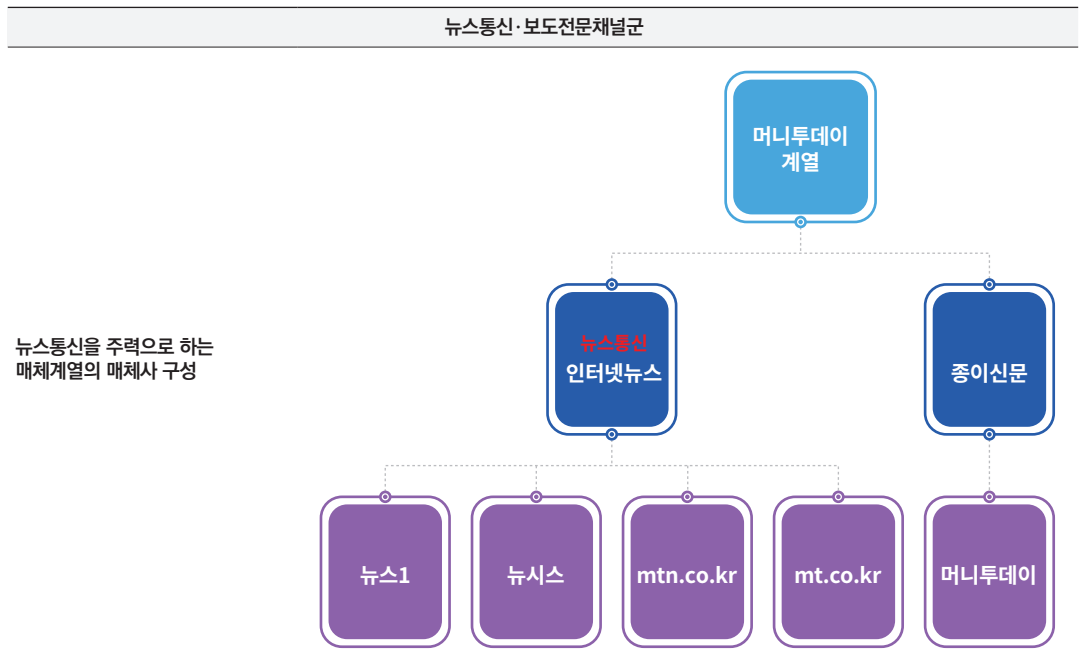 뉴스통신·보도전문채널군
머니투데이
계열
뉴스통신을 주력으로 하는
매체계열의 매체사 구성
뉴스통신
인터넷뉴스
종이신문
뉴스1
뉴시스
mtn.co.kr
mt.co.kr
머니투데이